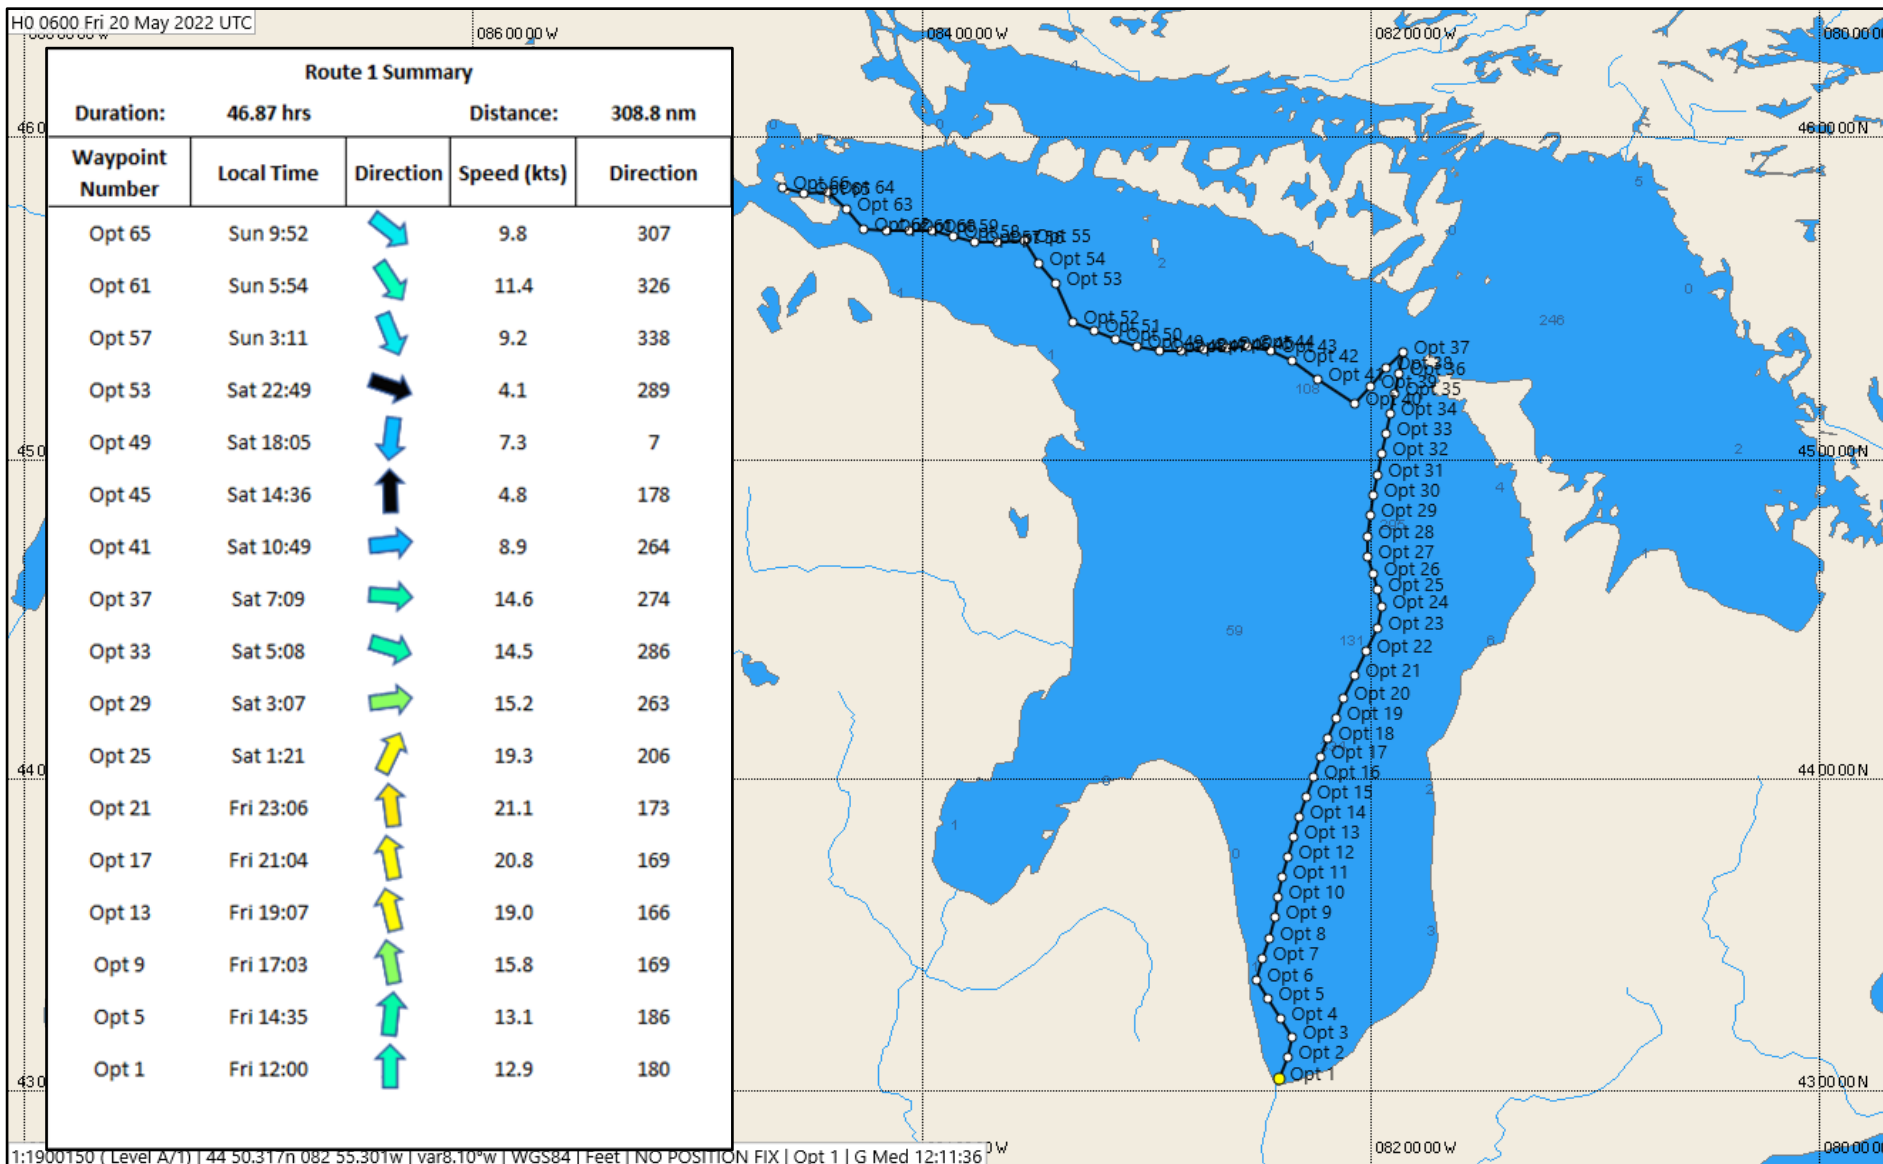 H0 0600 Fri 20 May 2022 UTC
086 00 00 W
084 00 00 W
082 00 00 W
Route 1 Summary
Duration: 46.87 hrs Distance: 308.8 nm
Waypoint Number Local Time Direction Speed (kts) Direction
Opt 65 Sun 9:52 9.8 307
Opt 61 Sun 5:54 11.4 326
Opt 57 Sun 3:11 9.2 338
Opt 53 Sat 22:49 4.1 289
Opt 49 Sat 18:05 7.3 7
Opt 45 Sat 14:36 4.8 178
Opt 41 Sat 10:49 8.9 264
Opt 37 Sat 7:09 14.6 274
Opt 33 Sat 5:08 14.5 286
Opt 29 Sat 3:07 15.2 263
Opt 25 Sat 1:21 19.3 206
Opt 21 Fri 23:06 21.1 173
Opt 17 Fri 21:04 20.8 169
Opt 13 Fri 19:07 19.0 166
Opt 9 Fri 17:03 15.8 169
Opt 5 Fri 14:35 13.1 186
Opt 1 Fri 12:00 12.9 180
46 00 00 N
45 00 00 N
44 00 00 N
43 00 00 N
Opt 66
Opt 64
Opt 63
Opt 55
Opt 54
Opt 53
Opt 52
Opt 51
Opt 50
Opt 43
Opt 42
Opt 40
Opt 37
Opt 36
Opt 35
Opt 34
Opt 33
Opt 32
Opt 31
Opt 30
Opt 29
Opt 28
Opt 27
Opt 26
Opt 25
Opt 24
Opt 23
Opt 22
Opt 21
Opt 20
Opt 19
Opt 18
Opt 17
Opt 16
Opt 15
Opt 14
Opt 13
Opt 12
Opt 11
Opt 10
Opt 9
Opt 8
Opt 7
Opt 6
Opt 5
Opt 4
Opt 3
Opt 2
Opt 1
246
108
59
131
082 00 00 W
1:1900150 ( Level A/1) | 44 50.317n 082 55.301w | var8.10°w | WGS84 | Feet | NO POSITION FIX | Opt 1 | G Med 12:11:36